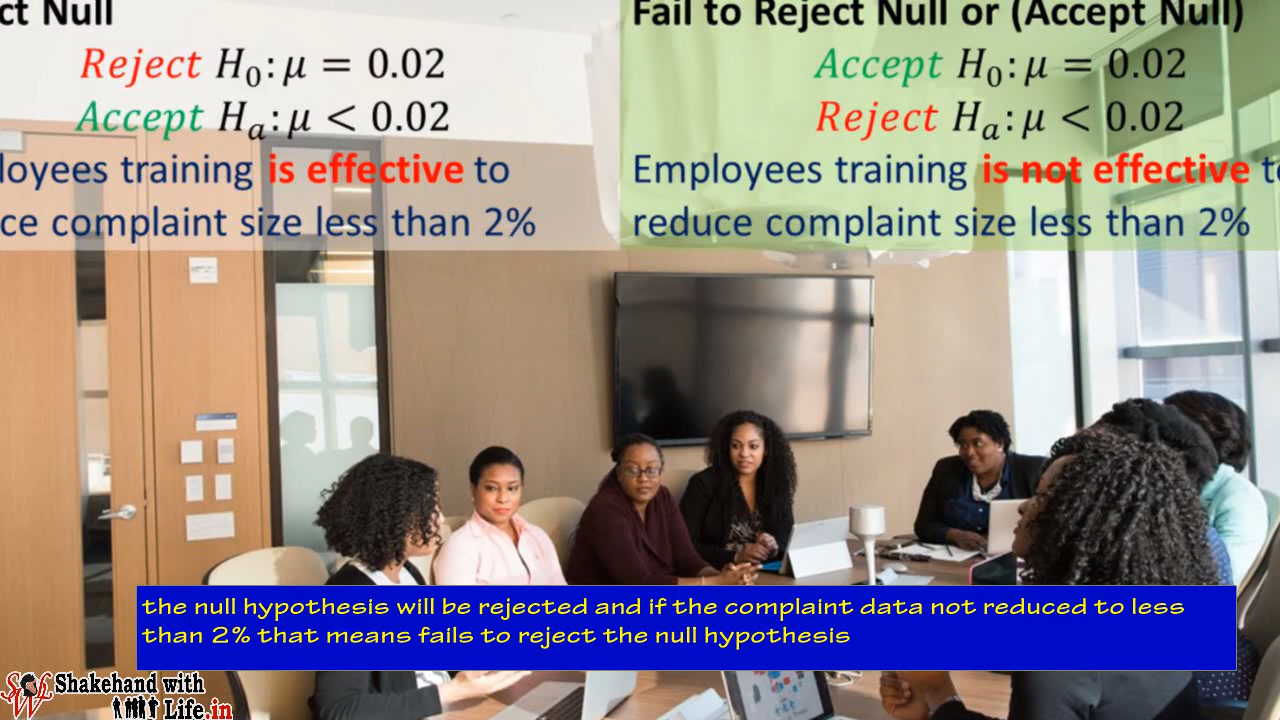 ct Null
Reject H₀: μ = 0.02
Accept Hₐ: μ < 0.02
loyees training is effective to
ce complaint size less than 2%
Fail to Reject Null or (Accept Null)
Accept H₀: μ = 0.02
Reject Hₐ: μ < 0.02
Employees training is not effective to
reduce complaint size less than 2%
the null hypothesis will be rejected and if the complaint data not reduced to less
than 2% that means fails to reject the null hypothesis
Shakehand with
Life.in